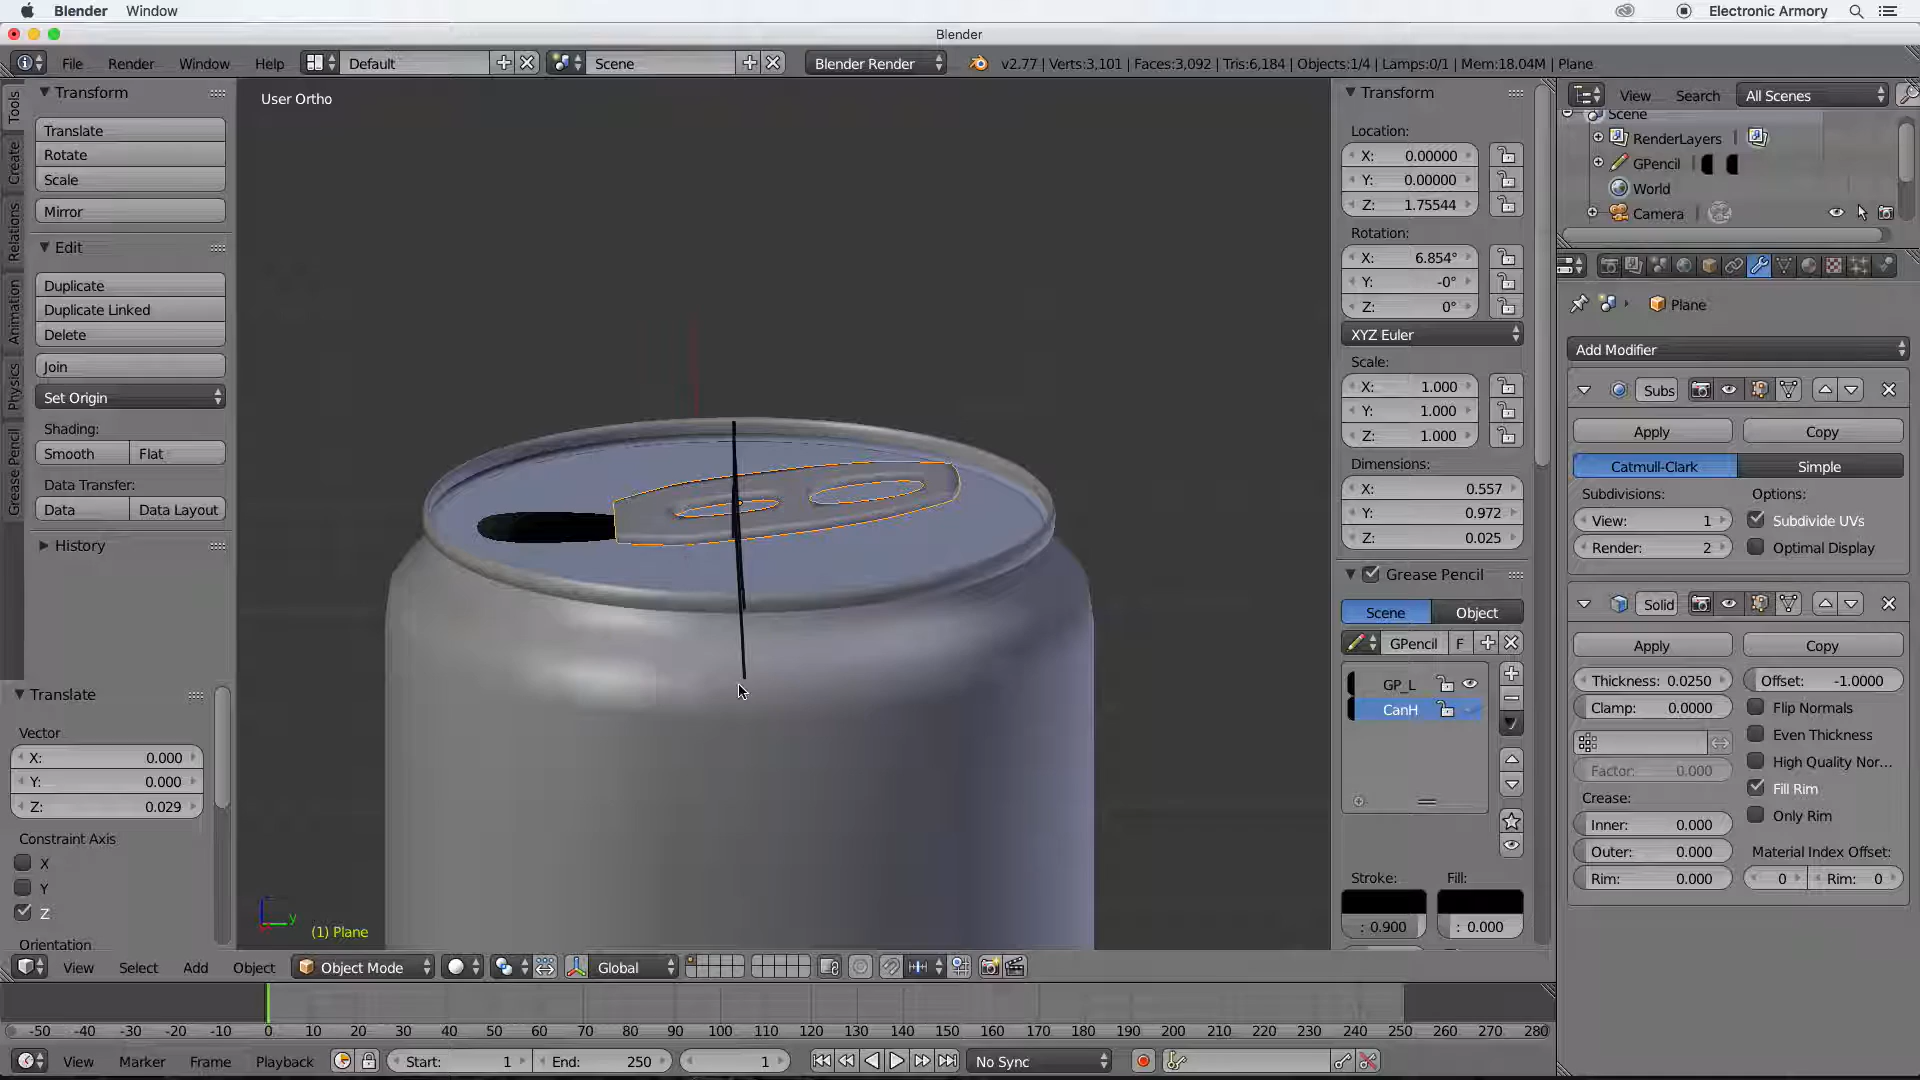 Blender Window Electronic Armory
Blender
File Render Window Help Default Scene Blender Render v2.77 | Verts:3,101 | Faces:3,092 | Tris:6,184 | Objects:1/4 | Lamps:0/1 | Mem:18.04M | Plane
Tools
Create
Relations
Animation
Physics
Grease Pencil
Transform
Translate
Rotate
Scale
Mirror
Edit
Duplicate
Duplicate Linked
Delete
Join
Set Origin
Shading:
Smooth Flat
Data Transfer:
Data Data Layout
History
Translate
Vector
X: 0.000
Y: 0.000
Z: 0.029
Constraint Axis
X
Y
Z
Orientation
User Ortho
y
(1) Plane
Transform
Location:
X: 0.00000
Y: 0.00000
Z: 1.75544
Rotation:
X: 6.854°
Y: -0°
Z: 0°
XYZ Euler
Scale:
X: 1.000
Y: 1.000
Z: 1.000
Dimensions:
X: 0.557
Y: 0.972
Z: 0.025
Grease Pencil
Scene Object
GPencil F
GP_L
CanH
Stroke: Fill:
: 0.900 : 0.000
View Search All Scenes
Scene
RenderLayers
GPencil
World
Camera
Plane
Add Modifier
Subs
Apply Copy
Catmull-Clark Simple
Subdivisions: Options:
View: 1 Subdivide UVs
Render: 2 Optimal Display
Solid
Apply Copy
Thickness: 0.0250 Offset: -1.0000
Clamp: 0.0000 Flip Normals
Even Thickness
High Quality Nor...
Factor: 0.000 Fill Rim
Crease: Only Rim
Inner: 0.000
Outer: 0.000 Material Index Offset:
Rim: 0.000 0 Rim: 0
View Select Add Object Object Mode Global
-50 -40 -30 -20 -10 0 10 20 30 40 50 60 70 80 90 100 110 120 130 140 150 160 170 180 190 200 210 220 230 240 250 260 270 280
View Marker Frame Playback Start: 1 End: 250 1 No Sync